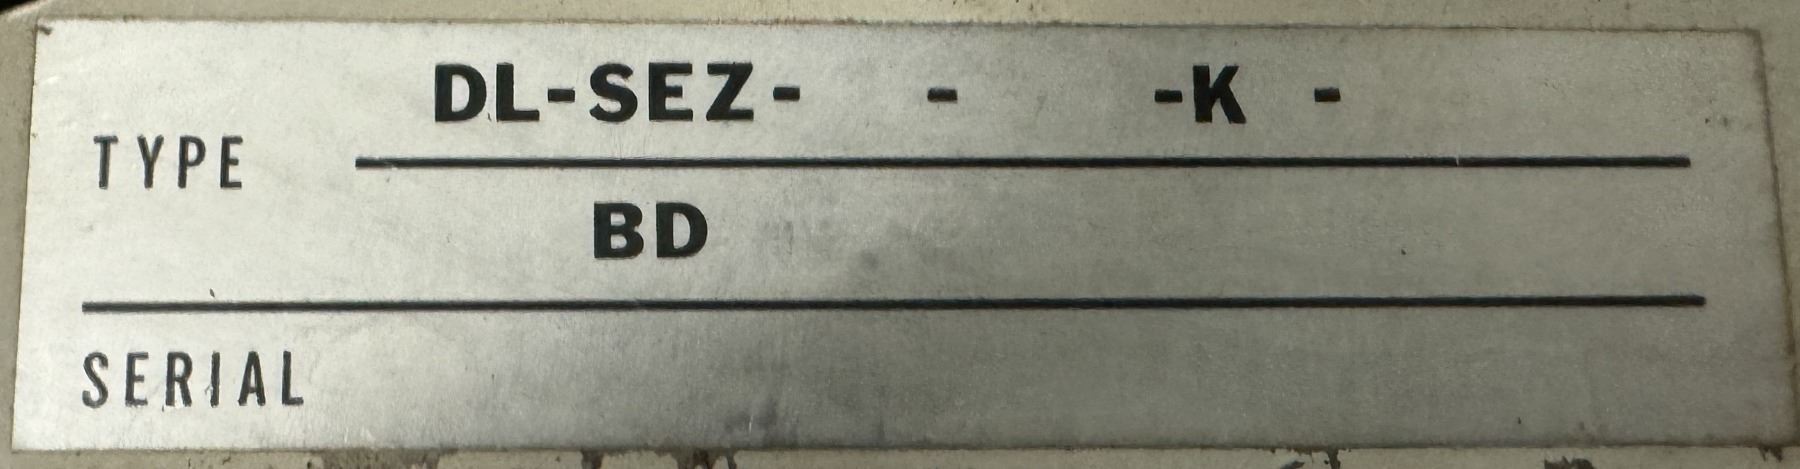 DL-SEZ- - -K -
TYPE
BD
SERIAL